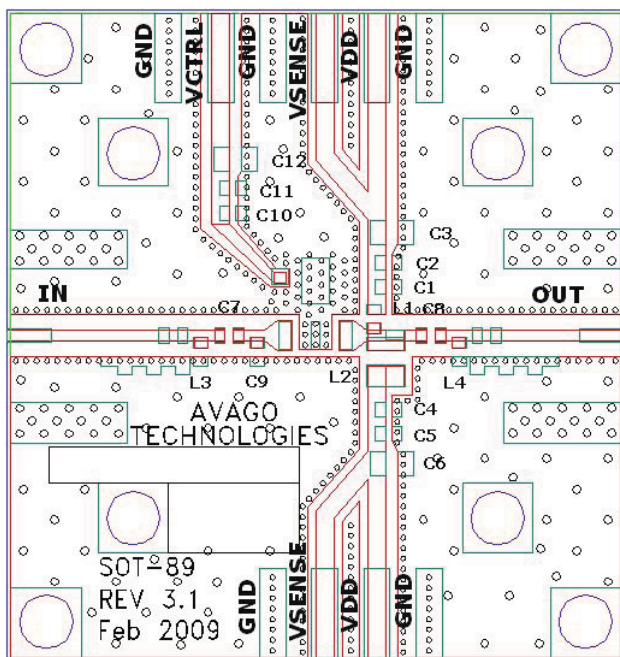 GND
VCTRL
GND
VSENSE
VDD
GND
C12
C11
C10
C3
C2
C1
IN
OUT
C7
L1
C8
L3
C9
L2
L4
AVAGO
TECHNOLOGIES
C4
C5
C6
SOT-89
REV 3.1
Feb 2009
GND
VSENSE
VDD
GND